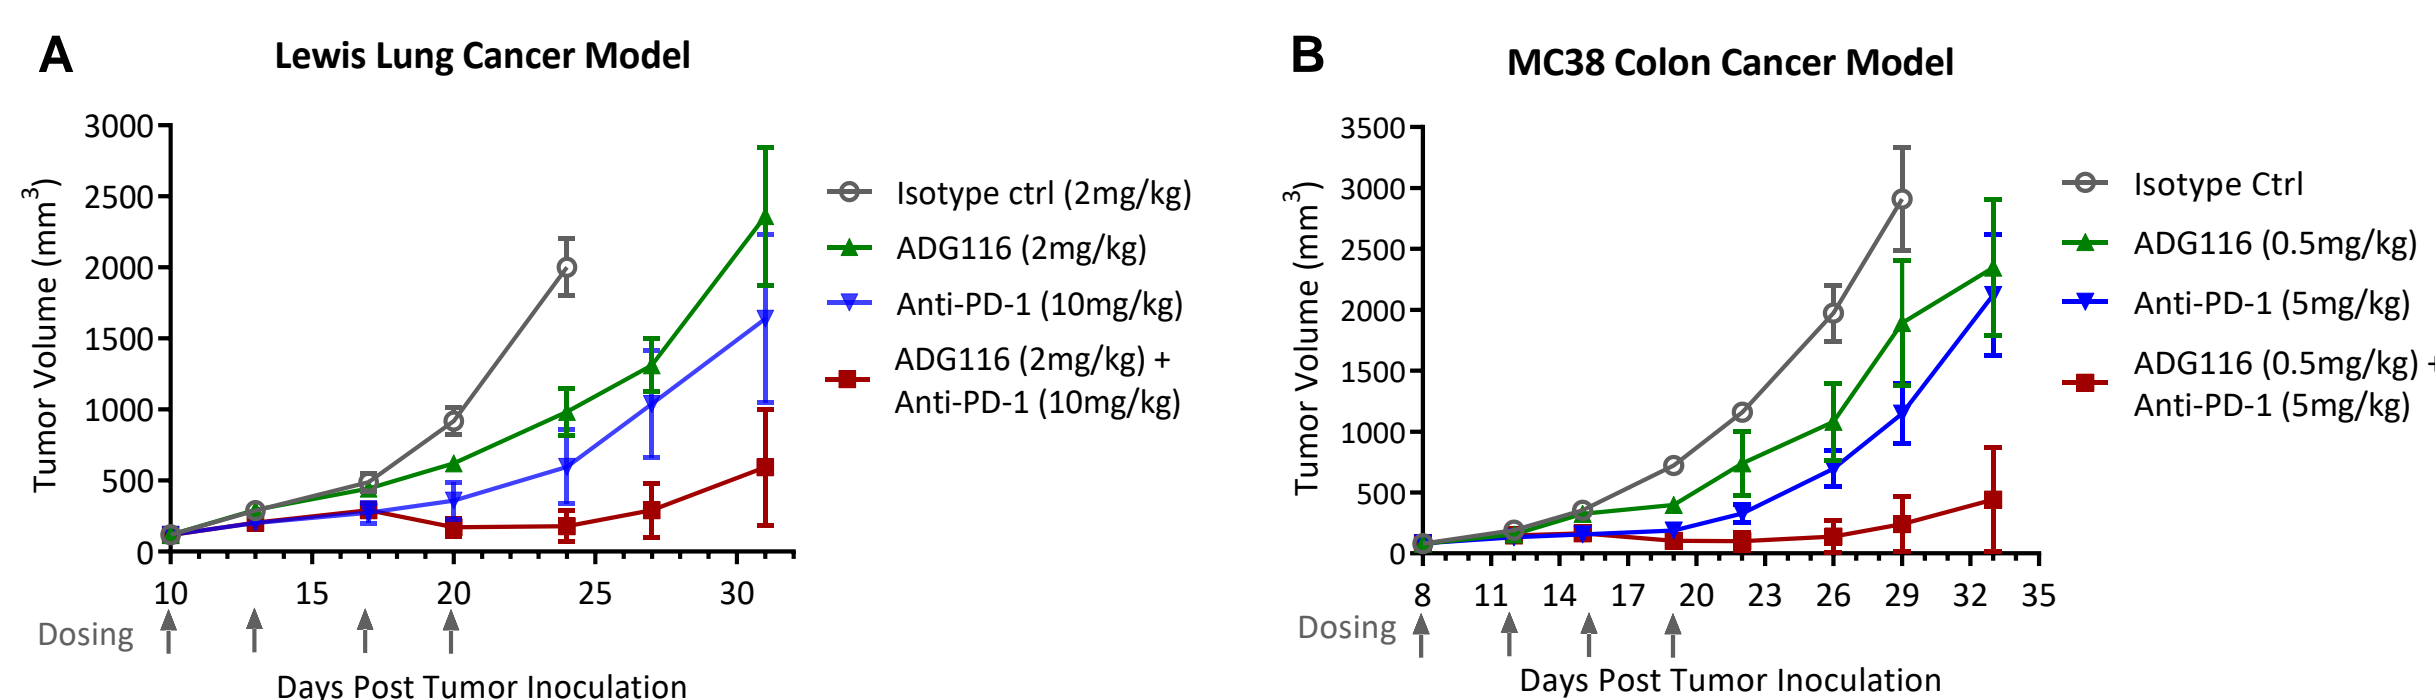 A
Lewis Lung Cancer Model
Tumor Volume (mm³)
3000
2500
2000
1500
1000
500
0
10 15 20 25 30
Dosing
Days Post Tumor Inoculation
Isotype ctrl (2mg/kg)
ADG116 (2mg/kg)
Anti-PD-1 (10mg/kg)
ADG116 (2mg/kg) +
Anti-PD-1 (10mg/kg)
B
MC38 Colon Cancer Model
Tumor Volume (mm³)
3500
3000
2500
2000
1500
1000
500
0
8 11 14 17 20 23 26 29 32 35
Dosing
Days Post Tumor Inoculation
Isotype Ctrl
ADG116 (0.5mg/kg)
Anti-PD-1 (5mg/kg)
ADG116 (0.5mg/kg) +
Anti-PD-1 (5mg/kg)